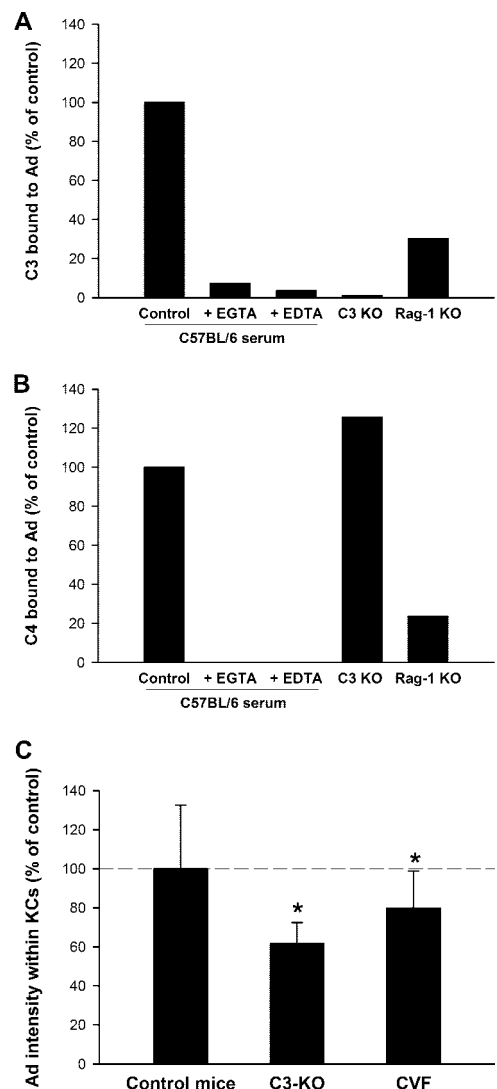 A
C3 bound to Ad (% of control)
140
120
100
80
60
40
20
0
Control + EGTA + EDTA C3 KO Rag-1 KO
C57BL/6 serum
B
C4 bound to Ad (% of control)
140
120
100
80
60
40
20
0
Control + EGTA + EDTA C3 KO Rag-1 KO
C57BL/6 serum
C
Ad intensity within KCs (% of control)
140
120
100
80
60
40
20
0
*
*
Control mice C3-KO CVF